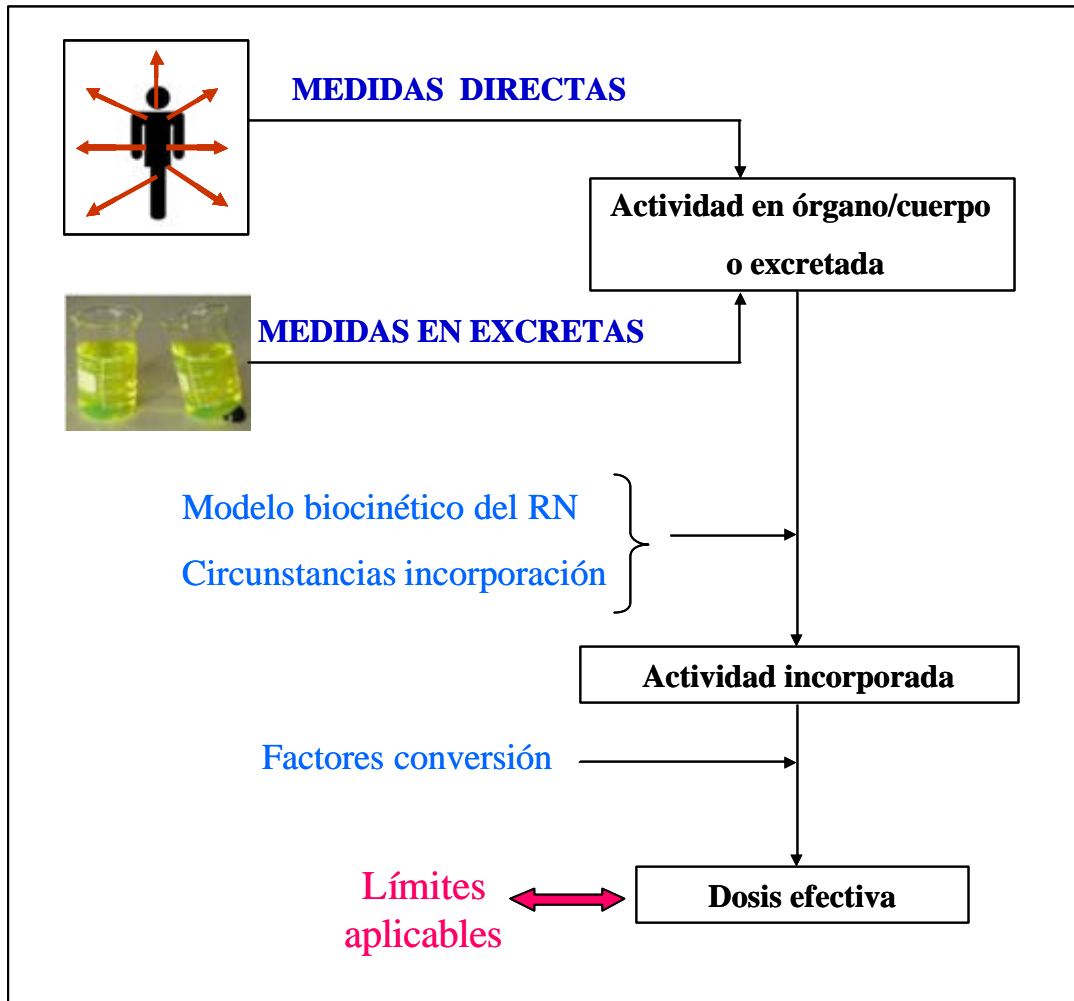 MEDIDAS DIRECTAS
Actividad en órgano/cuerpo
o excretada
MEDIDAS EN EXCRETAS
Modelo biocinético del RN
Circunstancias incorporación
Actividad incorporada
Factores conversión
Límites
aplicables
Dosis efectiva